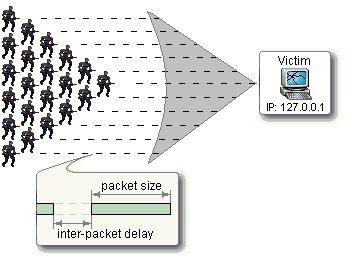 Victim
IP: 127.0.0.1
packet size
inter-packet delay